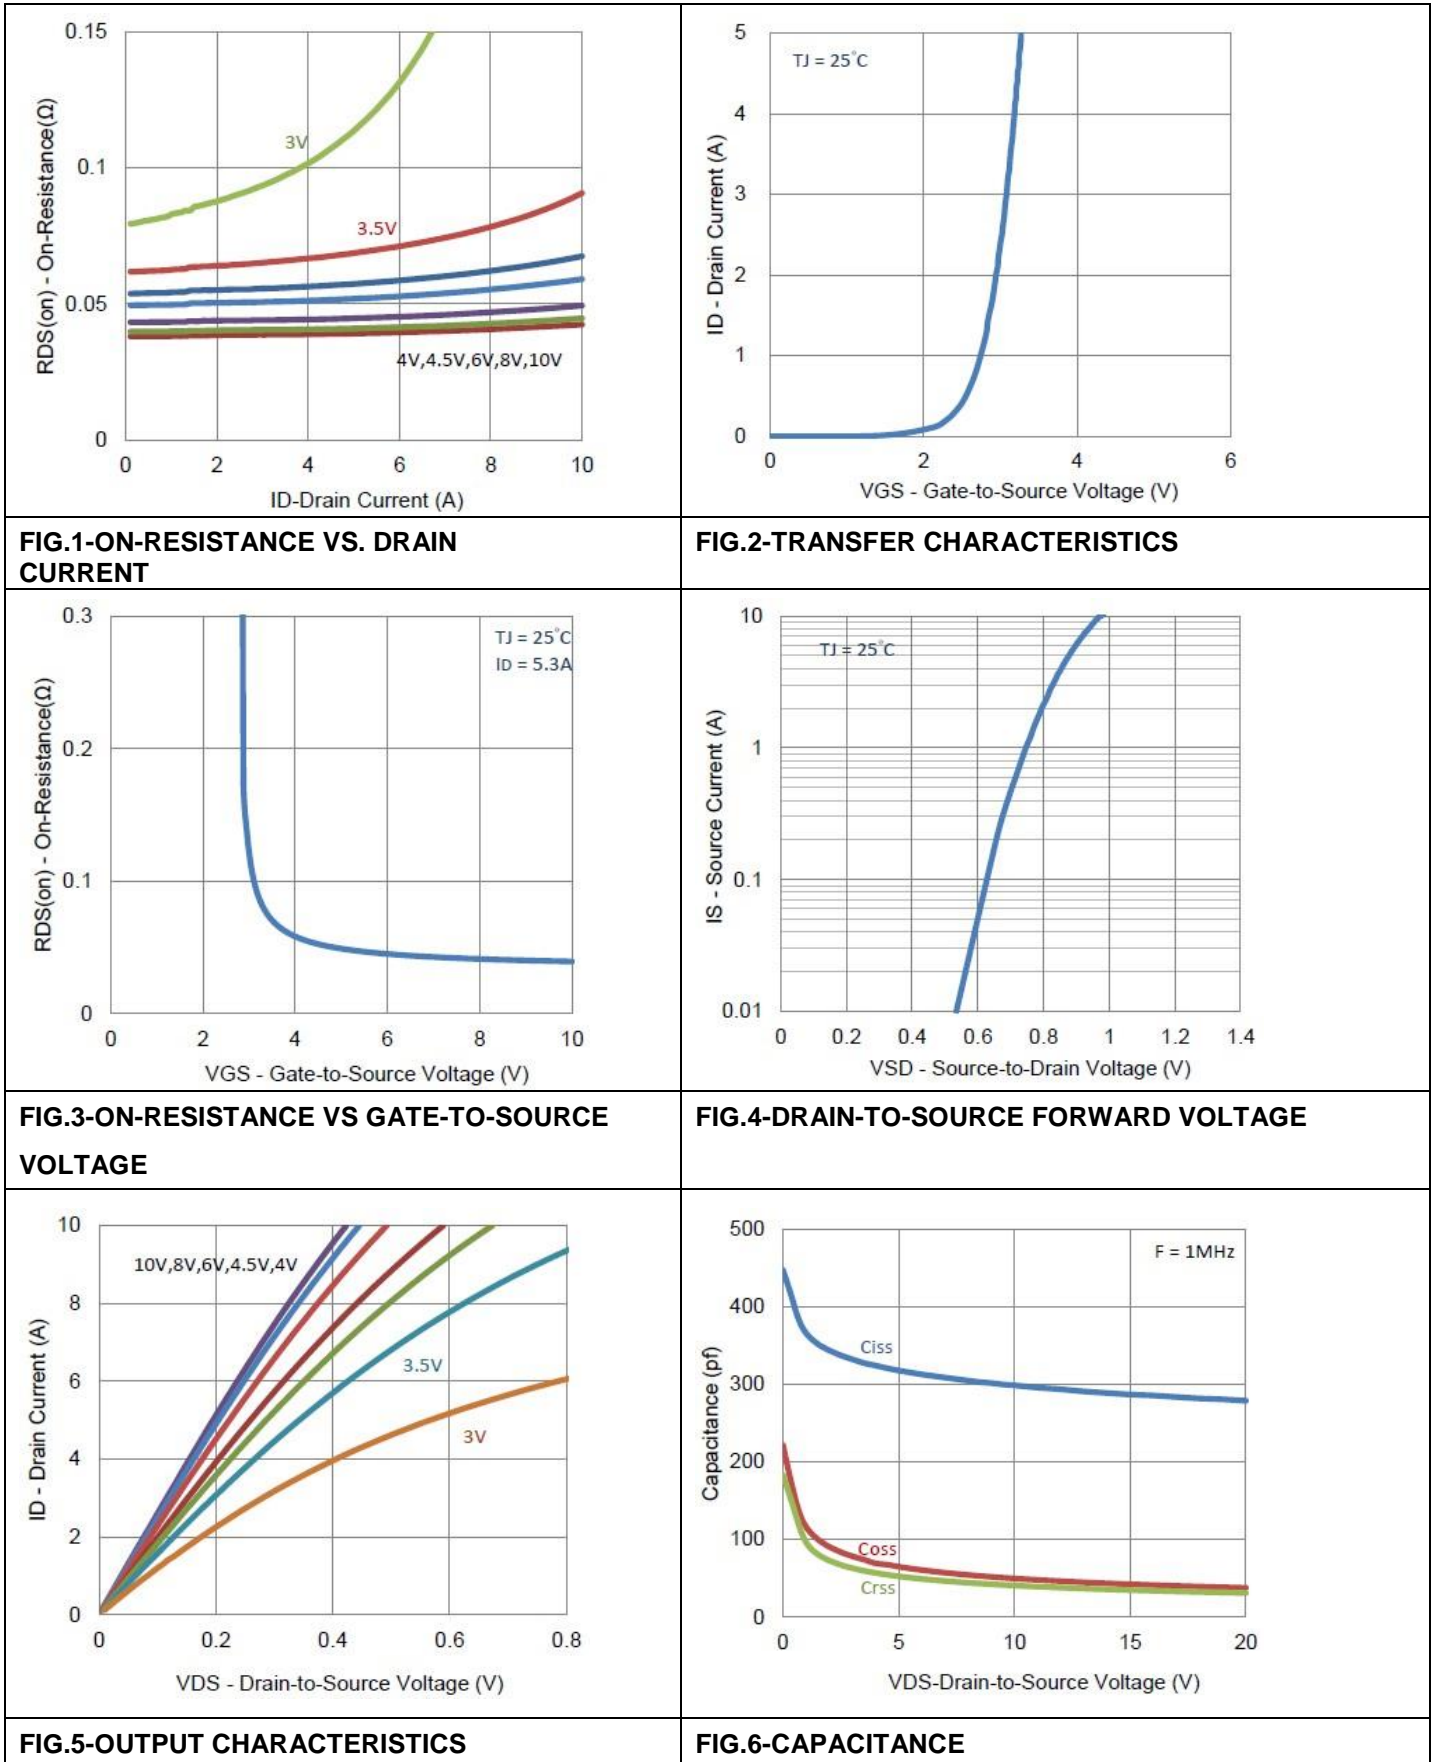 0.15
0.1
0.05
0
RDS(on) - On-Resistance(Ω)
3V
3.5V
4V,4.5V,6V,8V,10V
0 2 4 6 8 10
ID-Drain Current (A)
5
4
3
2
1
0
ID - Drain Current (A)
TJ = 25°C
0 2 4 6
VGS - Gate-to-Source Voltage (V)
FIG.1-ON-RESISTANCE VS. DRAIN
CURRENT
FIG.2-TRANSFER CHARACTERISTICS
0.3
0.2
0.1
0
RDS(on) - On-Resistance(Ω)
TJ = 25°C
ID = 5.3A
0 2 4 6 8 10
VGS - Gate-to-Source Voltage (V)
10
1
0.1
0.01
IS - Source Current (A)
TJ = 25°C
0 0.2 0.4 0.6 0.8 1 1.2 1.4
VSD - Source-to-Drain Voltage (V)
FIG.3-ON-RESISTANCE VS GATE-TO-SOURCE
VOLTAGE
FIG.4-DRAIN-TO-SOURCE FORWARD VOLTAGE
10
8
6
4
2
0
ID - Drain Current (A)
10V,8V,6V,4.5V,4V
3.5V
3V
0 0.2 0.4 0.6 0.8
VDS - Drain-to-Source Voltage (V)
500
400
300
200
100
0
Capacitance (pf)
F = 1MHz
Ciss
Coss
Crss
0 5 10 15 20
VDS-Drain-to-Source Voltage (V)
FIG.5-OUTPUT CHARACTERISTICS
FIG.6-CAPACITANCE